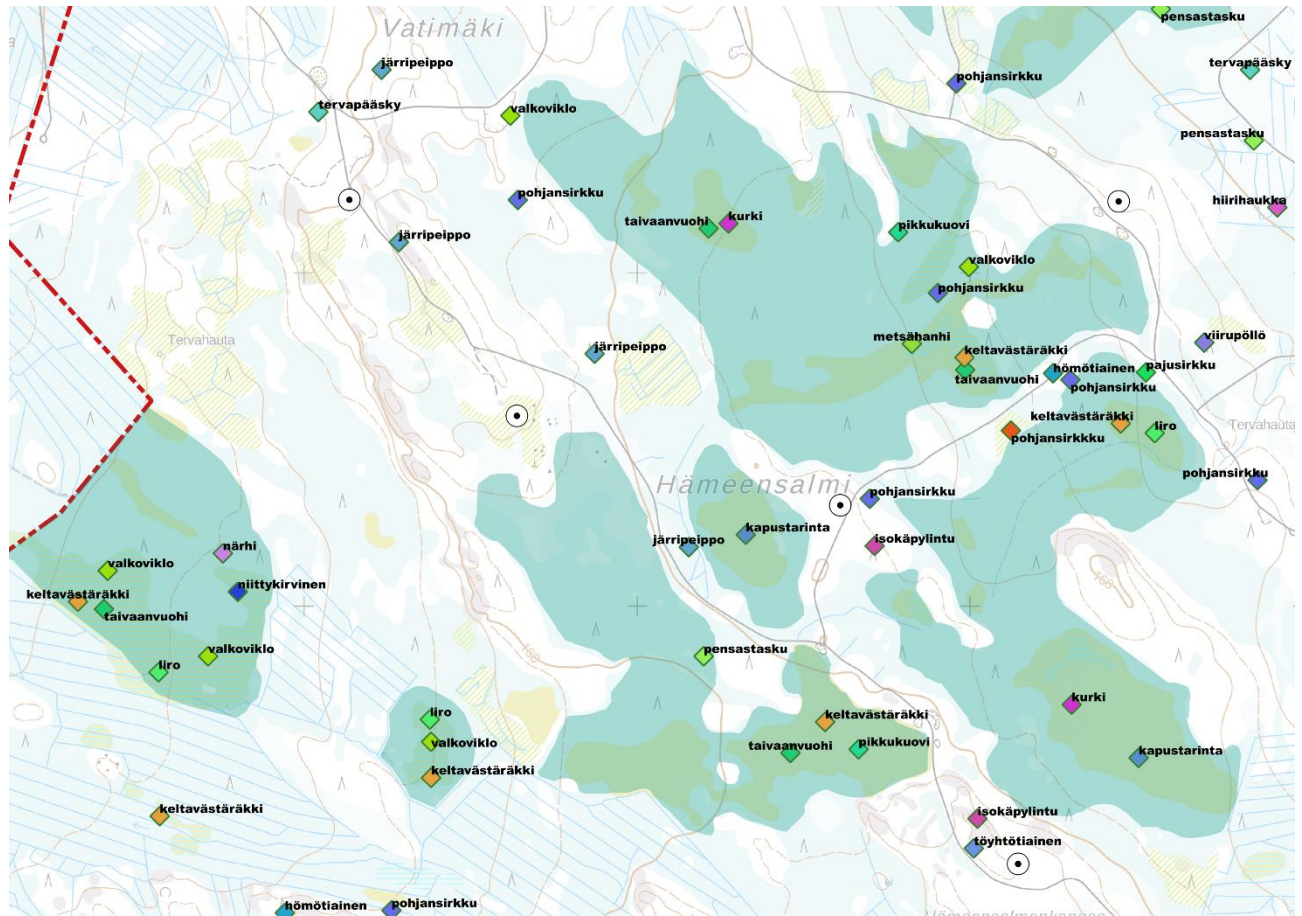 pensastasku
Vatimäki
järripeippo
tervapääsky
pohjansirkku
tervapääsky
valkoviklo
pensastasku
pohjansirkku
hiirihaukka
taivaanvuohi
kurki
pikkukuovi
järripeippo
valkoviklo
pohjansirkku
Tervahauta
järripeippo
metsähanhi
viirupöllö
keltavästäräkki
taivaanvuohi
hömötiainen
pajusirkku
pohjansirkku
keltavästäräkki
liro
Tervahauta
pohjansirkkku
pohjansirkku
Hämeensalmi
pohjansirkku
kapustarinta
järripeippo
isokäpylintu
närhi
valkoviklo
keltavästäräkki
niittykirvinen
taivaanvuohi
160
valkoviklo
liro
160
pensastasku
kurki
liro
keltavästäräkki
valkoviklo
taivaanvuohi
pikkukuovi
kapustarinta
keltavästäräkki
keltavästäräkki
isokäpylintu
töyhtötiainen
hömötiainen
pohjansirkku